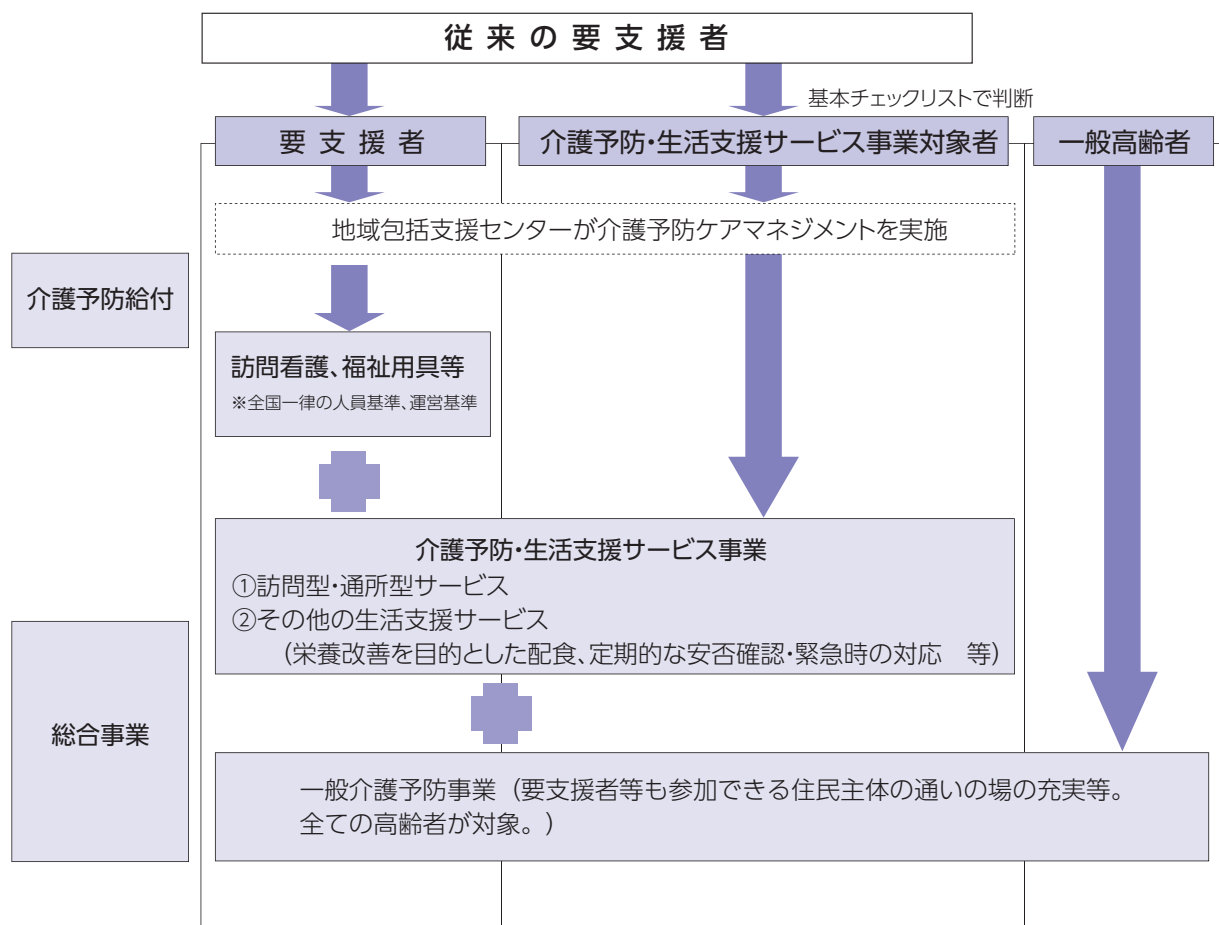 従来の要支援者
基本チェックリストで判断
要支援者
介護予防・生活支援サービス事業対象者
一般高齢者
地域包括支援センターが介護予防ケアマネジメントを実施
介護予防給付
訪問看護、福祉用具等
※全国一律の人員基準、運営基準
介護予防・生活支援サービス事業
①訪問型・通所型サービス
②その他の生活支援サービス
（栄養改善を目的とした配食、定期的な安否確認・緊急時の対応　等）
総合事業
一般介護予防事業（要支援者等も参加できる住民主体の通いの場の充実等。
全ての高齢者が対象。）